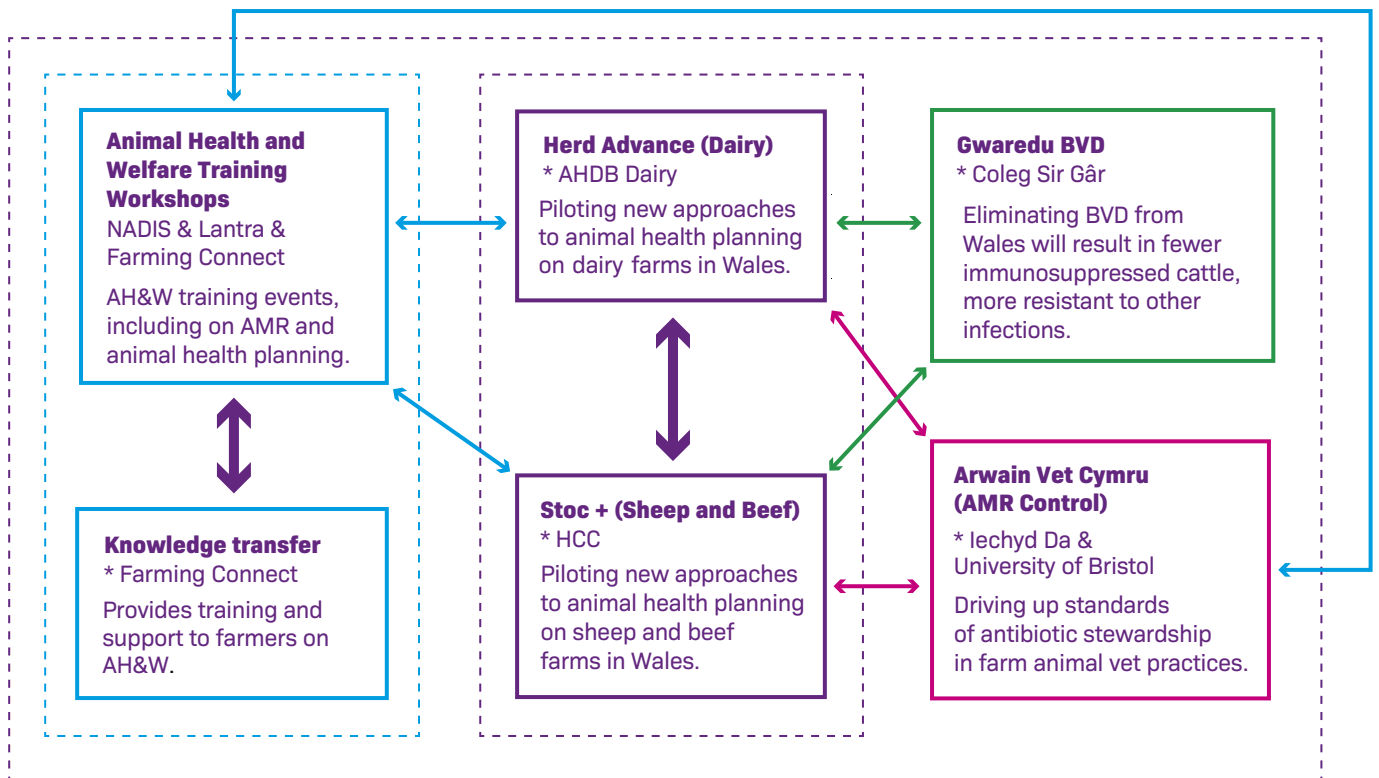 Animal Health and
Welfare Training
Workshops
NADIS & Lantra &
Farming Connect
AH&W training events,
including on AMR and
animal health planning.
Knowledge transfer
* Farming Connect
Provides training and
support to farmers on
AH&W.
Herd Advance (Dairy)
* AHDB Dairy
Piloting new approaches
to animal health planning
on dairy farms in Wales.
Stoc + (Sheep and Beef)
* HCC
Piloting new approaches
to animal health planning
on sheep and beef
farms in Wales.
Gwaredu BVD
* Coleg Sir Gâr
Eliminating BVD from
Wales will result in fewer
immunosuppressed cattle,
more resistant to other
infections.
Arwain Vet Cymru
(AMR Control)
* Iechyd Da &
University of Bristol
Driving up standards
of antibiotic stewardship
in farm animal vet practices.